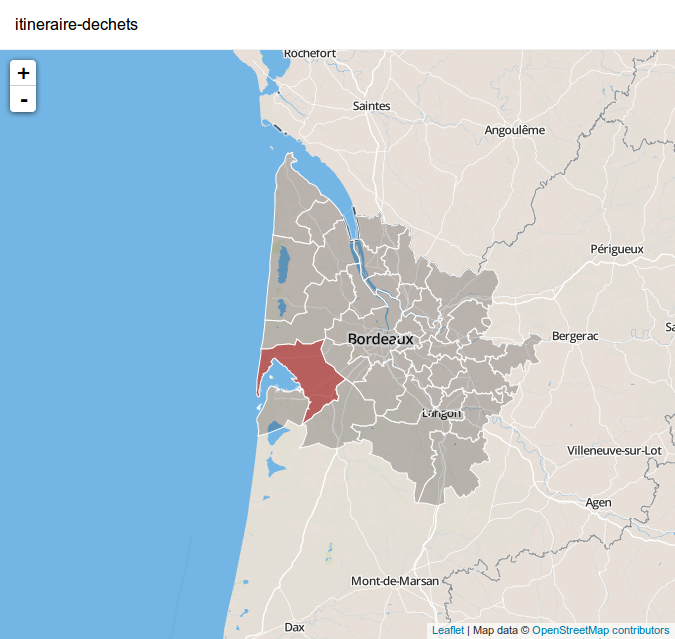 itineraire-dechets
Rochefort
+
-
Saintes
Angoulême
Périgueux
Sa
Bordeaux
Bergerac
Langon
Villeneuve-sur-Lot
Agen
Mont-de-Marsan
Dax
Leaflet | Map data © OpenStreetMap contributors